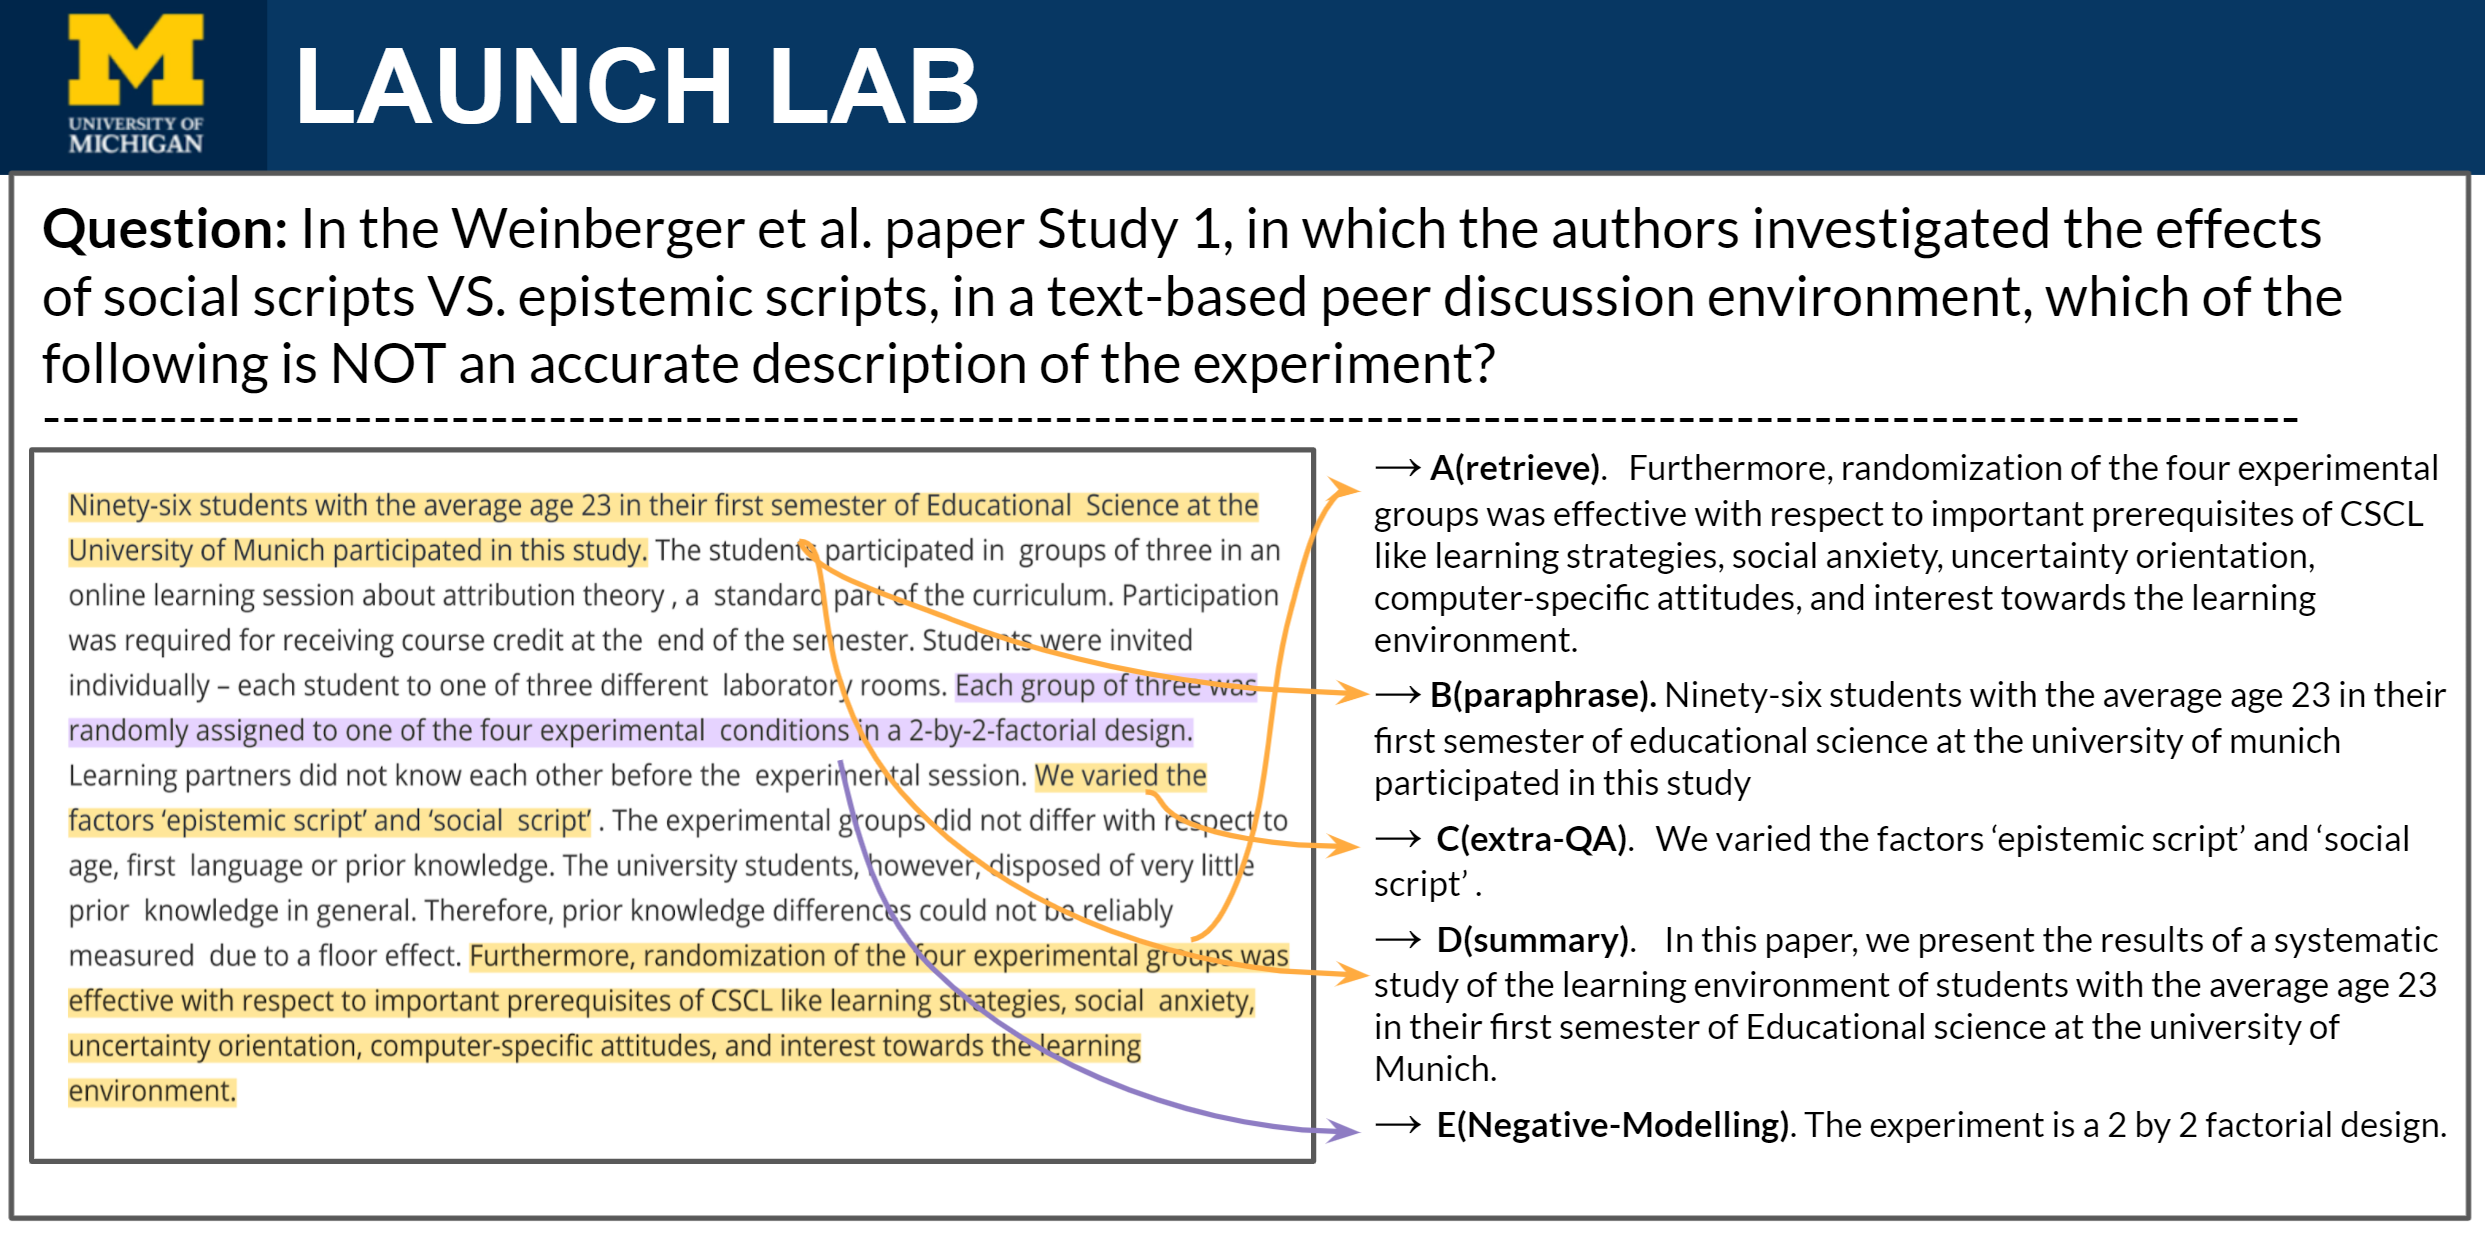 UNIVERSITY OF
MICHIGAN
LAUNCH LAB
Question: In the Weinberger et al. paper Study 1, in which the authors investigated the effects
of social scripts VS. epistemic scripts, in a text-based peer discussion environment, which of the
following is NOT an accurate description of the experiment?
Ninety-six students with the average age 23 in their first semester of Educational Science at the
University of Munich participated in this study. The students participated in groups of three in an
online learning session about attribution theory , a standard part of the curriculum. Participation
was required for receiving course credit at the end of the semester. Students were invited
individually – each student to one of three different laboratory rooms. Each group of three was
randomly assigned to one of the four experimental conditions in a 2-by-2-factorial design.
Learning partners did not know each other before the experimental session. We varied the
factors ‘epistemic script’ and ‘social script’ . The experimental groups did not differ with respect to
age, first language or prior knowledge. The university students, however, disposed of very little
prior knowledge in general. Therefore, prior knowledge differences could not be reliably
measured due to a floor effect. Furthermore, randomization of the four experimental groups was
effective with respect to important prerequisites of CSCL like learning strategies, social anxiety,
uncertainty orientation, computer-specific attitudes, and interest towards the learning
environment.
→ A(retrieve). Furthermore, randomization of the four experimental
groups was effective with respect to important prerequisites of CSCL
like learning strategies, social anxiety, uncertainty orientation,
computer-specific attitudes, and interest towards the learning
environment.
→ B(paraphrase). Ninety-six students with the average age 23 in their
first semester of educational science at the university of munich
participated in this study
→ C(extra-QA). We varied the factors ‘epistemic script’ and ‘social
script’ .
→ D(summary). In this paper, we present the results of a systematic
study of the learning environment of students with the average age 23
in their first semester of Educational science at the university of
Munich.
→ E(Negative-Modelling). The experiment is a 2 by 2 factorial design.